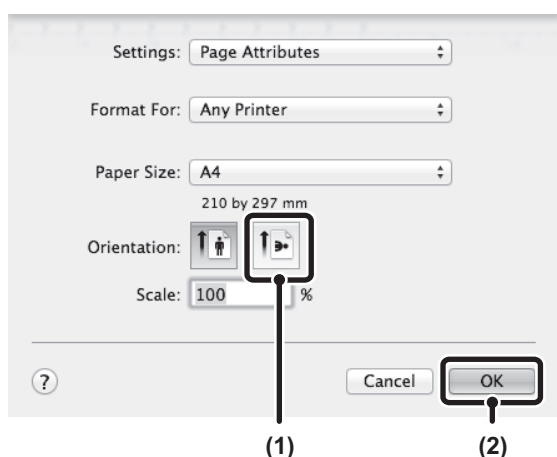 Settings: Page Attributes
Format For: Any Printer
Paper Size: A4
210 by 297 mm
Orientation:
Scale: 100 %
? Cancel OK
(1) (2)